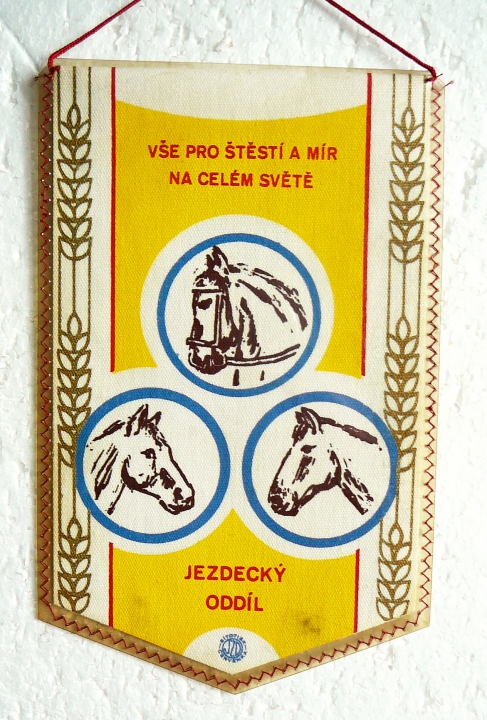 VŠE PRO ŠTĚSTÍ A MÍR
NA CELÉM SVĚTĚ
JEZDECKÝ
ODDÍL